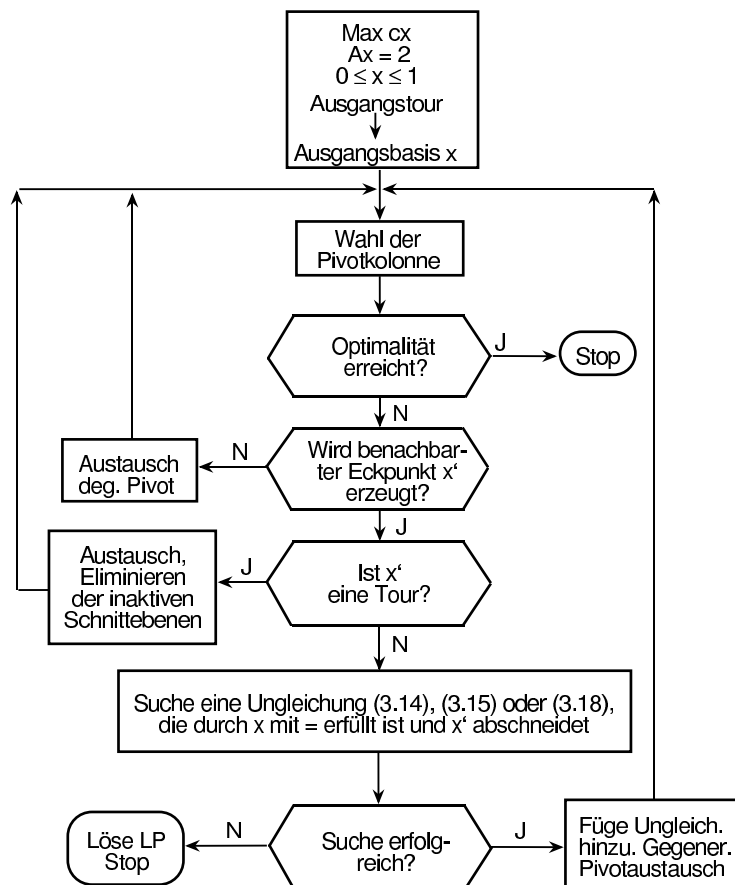 Max cx
Ax = 2
0 ≤ x ≤ 1
Ausgangstour
Ausgangsbasis x
Wahl der
Pivotkolonne
Optimalität
erreicht?
J
Stop
N
Wird benachbar-
ter Eckpunkt x‘
erzeugt?
N
Austausch
deg. Pivot
J
Ist x‘
eine Tour?
J
Austausch,
Eliminieren
der inaktiven
Schnittebenen
N
Suche eine Ungleichung (3.14), (3.15) oder (3.18),
die durch x mit = erfüllt ist und x‘ abschneidet
Suche erfolg-
reich?
N
Löse LP
Stop
J
Füge Ungleich.
hinzu. Gegener.
Pivotaustausch